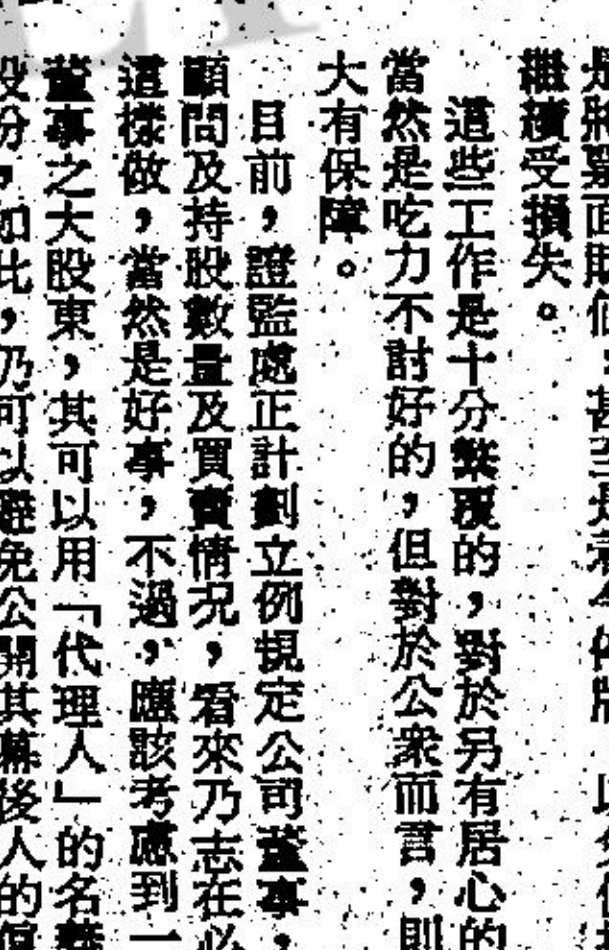 繼續受損失。
這些工作是十分繁覆的，對於另有居心的
當然是吃力不討好的，但對於公衆而言，則
大有保障。
目前，證監處正計劃立例規定公司董事，
顧問及持股數量及買賣情况，看來乃志在必
這樣做，當然是好事，不過，應該考慮到一
董事之大股東，其可以用「代理人」的名義
股份，如此，乃可以避免公開其幕後人的